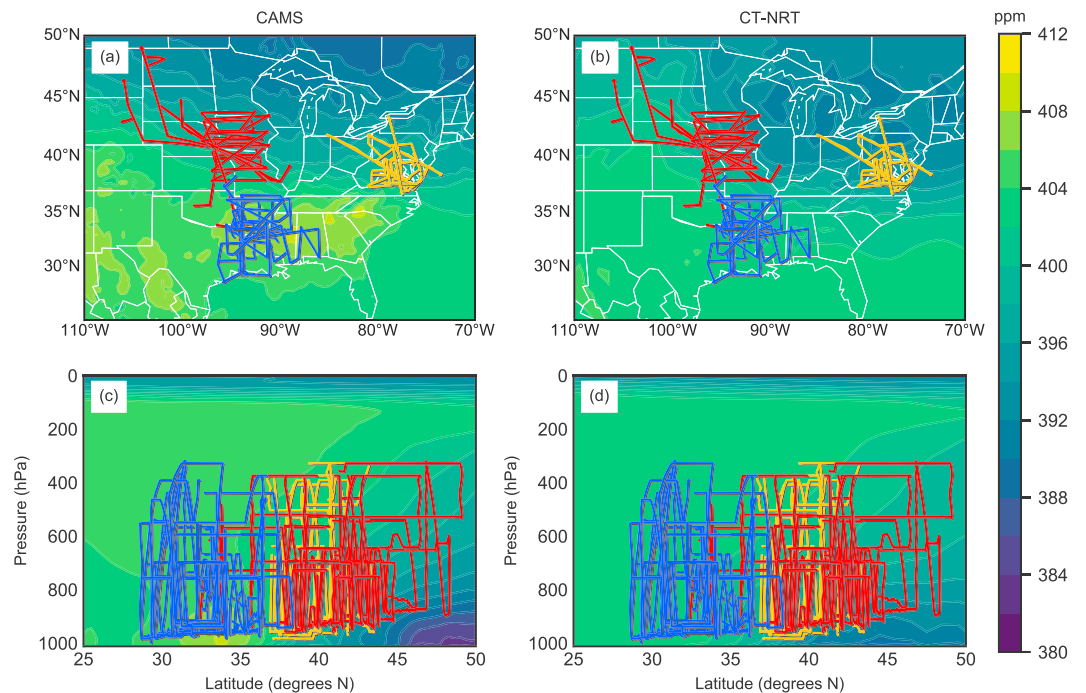 CAMS
CT-NRT
ppm
50°N
(a)
45°N
40°N
35°N
30°N
110°W
100°W
90°W
80°W
70°W
50°N
(b)
45°N
40°N
35°N
30°N
110°W
100°W
90°W
80°W
70°W
412
408
404
400
396
392
388
384
380
0
(c)
200
400
600
800
1000
Pressure (hPa)
25
30
35
40
45
50
Latitude (degrees N)
0
(d)
200
400
600
800
1000
Pressure (hPa)
25
30
35
40
45
50
Latitude (degrees N)